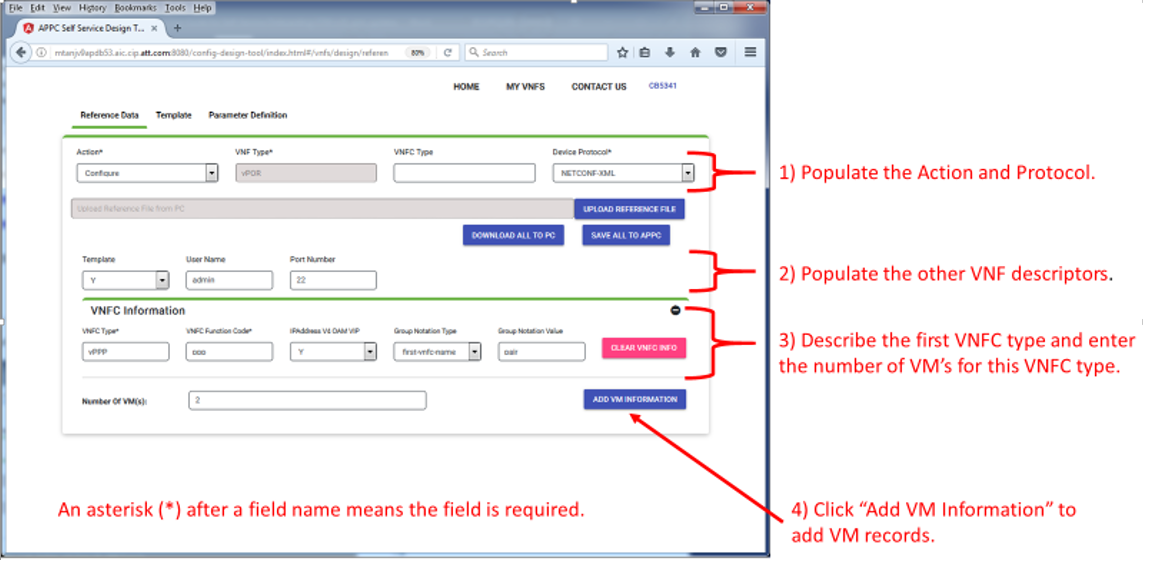 File Edit View History Bookmarks Tools Help
APPC Self Service Design T... × +
mtanjv9apdb53.aic.cip.att.com:8080/config-design-tool/index.html#/vnfs/design/referen 80% Search
HOME MY VNFS CONTACT US CB5341
Reference Data Template Parameter Definition
Action* VNF Type* VNFC Type Device Protocol*
Configure vPOR NETCONF-XML
1) Populate the Action and Protocol.
Upload Reference File from PC UPLOAD REFERENCE FILE
DOWNLOAD ALL TO PC SAVE ALL TO APPC
Template User Name Port Number
Y admin 22
2) Populate the other VNF descriptors.
VNFC Information
VNFC Type* VNFC Function Code* IPAddress V4 OAM VIP Group Notation Type Group Notation Value
vPPP ppp Y first-vnfc-name pair CLEAR VNFC INFO
3) Describe the first VNFC type and enter
the number of VM's for this VNFC type.
Number Of VM(s): 2 ADD VM INFORMATION
An asterisk (*) after a field name means the field is required.
4) Click “Add VM Information” to
add VM records.